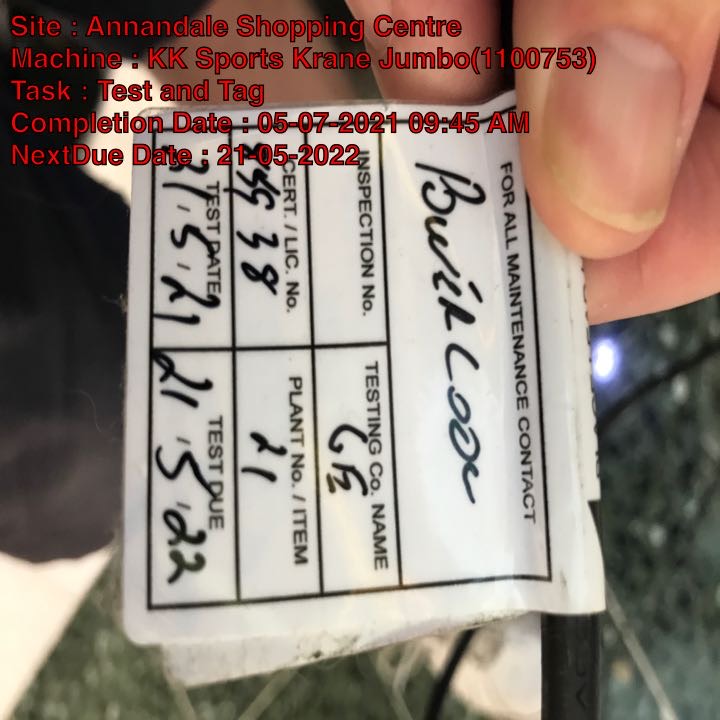 Site : Annandale Shopping Centre
Machine : KK Sports Krane Jumbo(1100753)
Task : Test and Tag
Completion Date : 05-07-2021 09:45 AM
NextDue Date : 21-05-2022
FOR ALL MAINTENANCE CONTACT
INSPECTION No.
TESTING Co. NAME
CERT. / LIC. No.
PLANT No. / ITEM
21
TEST DATE
TEST DUE
21.5.22